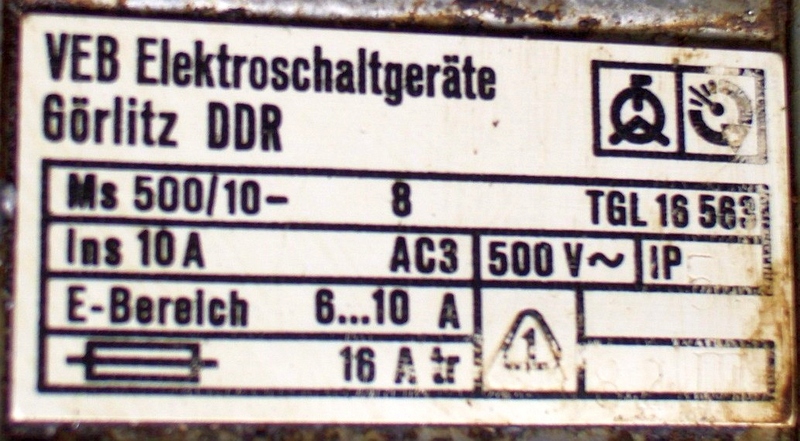 VEB Elektroschaltgeräte
Görlitz DDR
Ms 500/10- 8 TGL 16 563
Ins 10 A AC3 500 V~ IP
E-Bereich 6...10 A
1
16 A tr